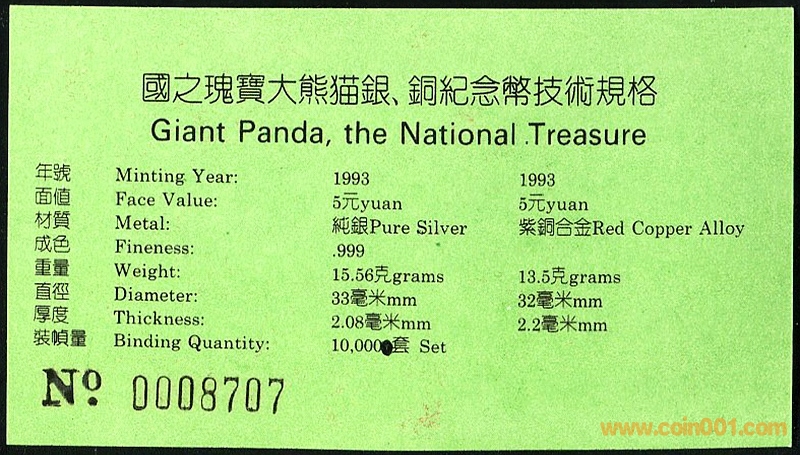 國之瑰寶大熊猫銀、銅紀念幣技術規格
Giant Panda, the National Treasure
年號 Minting Year: 1993 1993
面值 Face Value: 5元yuan 5元yuan
材質 Metal: 純銀Pure Silver 紫銅合金Red Copper Alloy
成色 Fineness: .999
重量 Weight: 15.56克grams 13.5克grams
直徑 Diameter: 33毫米mm 32毫米mm
厚度 Thickness: 2.08毫米mm 2.2毫米mm
裝幀量 Binding Quantity: 10,000套 Set
No 0008707
www.coin001.com